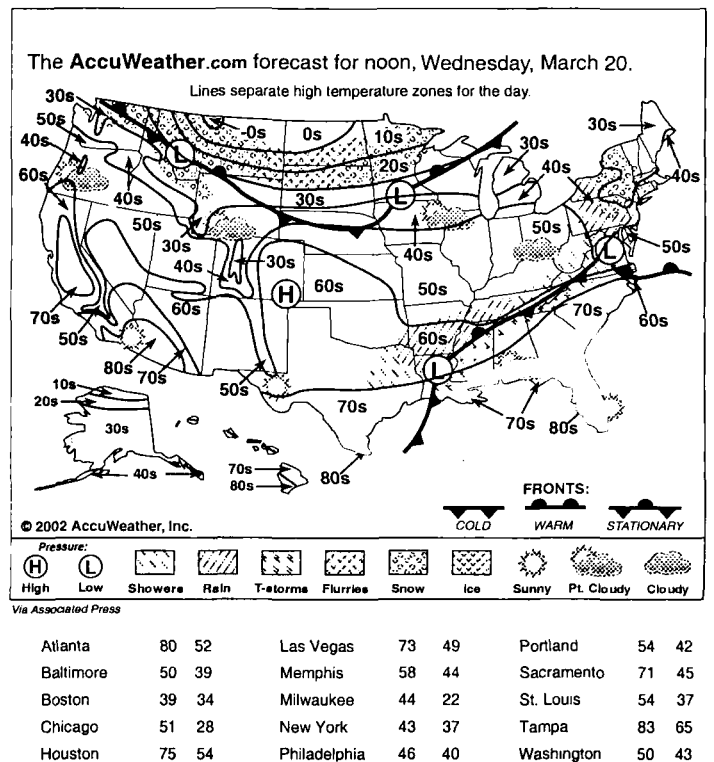 The AccuWeather.com forecast for noon, Wednesday, March 20.
Lines separate high temperature zones for the day.
30s
50s
40s
60s
-0s
0s
10s
20s
30s
30s
40s
30s
40s
40s
50s
30s
40s
30s
40s
50s
50s
60s
60s
50s
70s
60s
70s
50s
80s
70s
50s
60s
70s
70s
80s
80s
10s
20s
30s
40s
70s
80s
L
L
L
L
H
© 2002 AccuWeather, Inc.
FRONTS:
COLD WARM STATIONARY
Pressure:
H L
High Low Showers Rain T-storms Flurries Snow Ice Sunny Pt. Cloudy Cloudy
Via Associated Press
Atlanta 80 52 Las Vegas 73 49 Portland 54 42
Baltimore 50 39 Memphis 58 44 Sacramento 71 45
Boston 39 34 Milwaukee 44 22 St. Louis 54 37
Chicago 51 28 New York 43 37 Tampa 83 65
Houston 75 54 Philadelphia 46 40 Washington 50 43